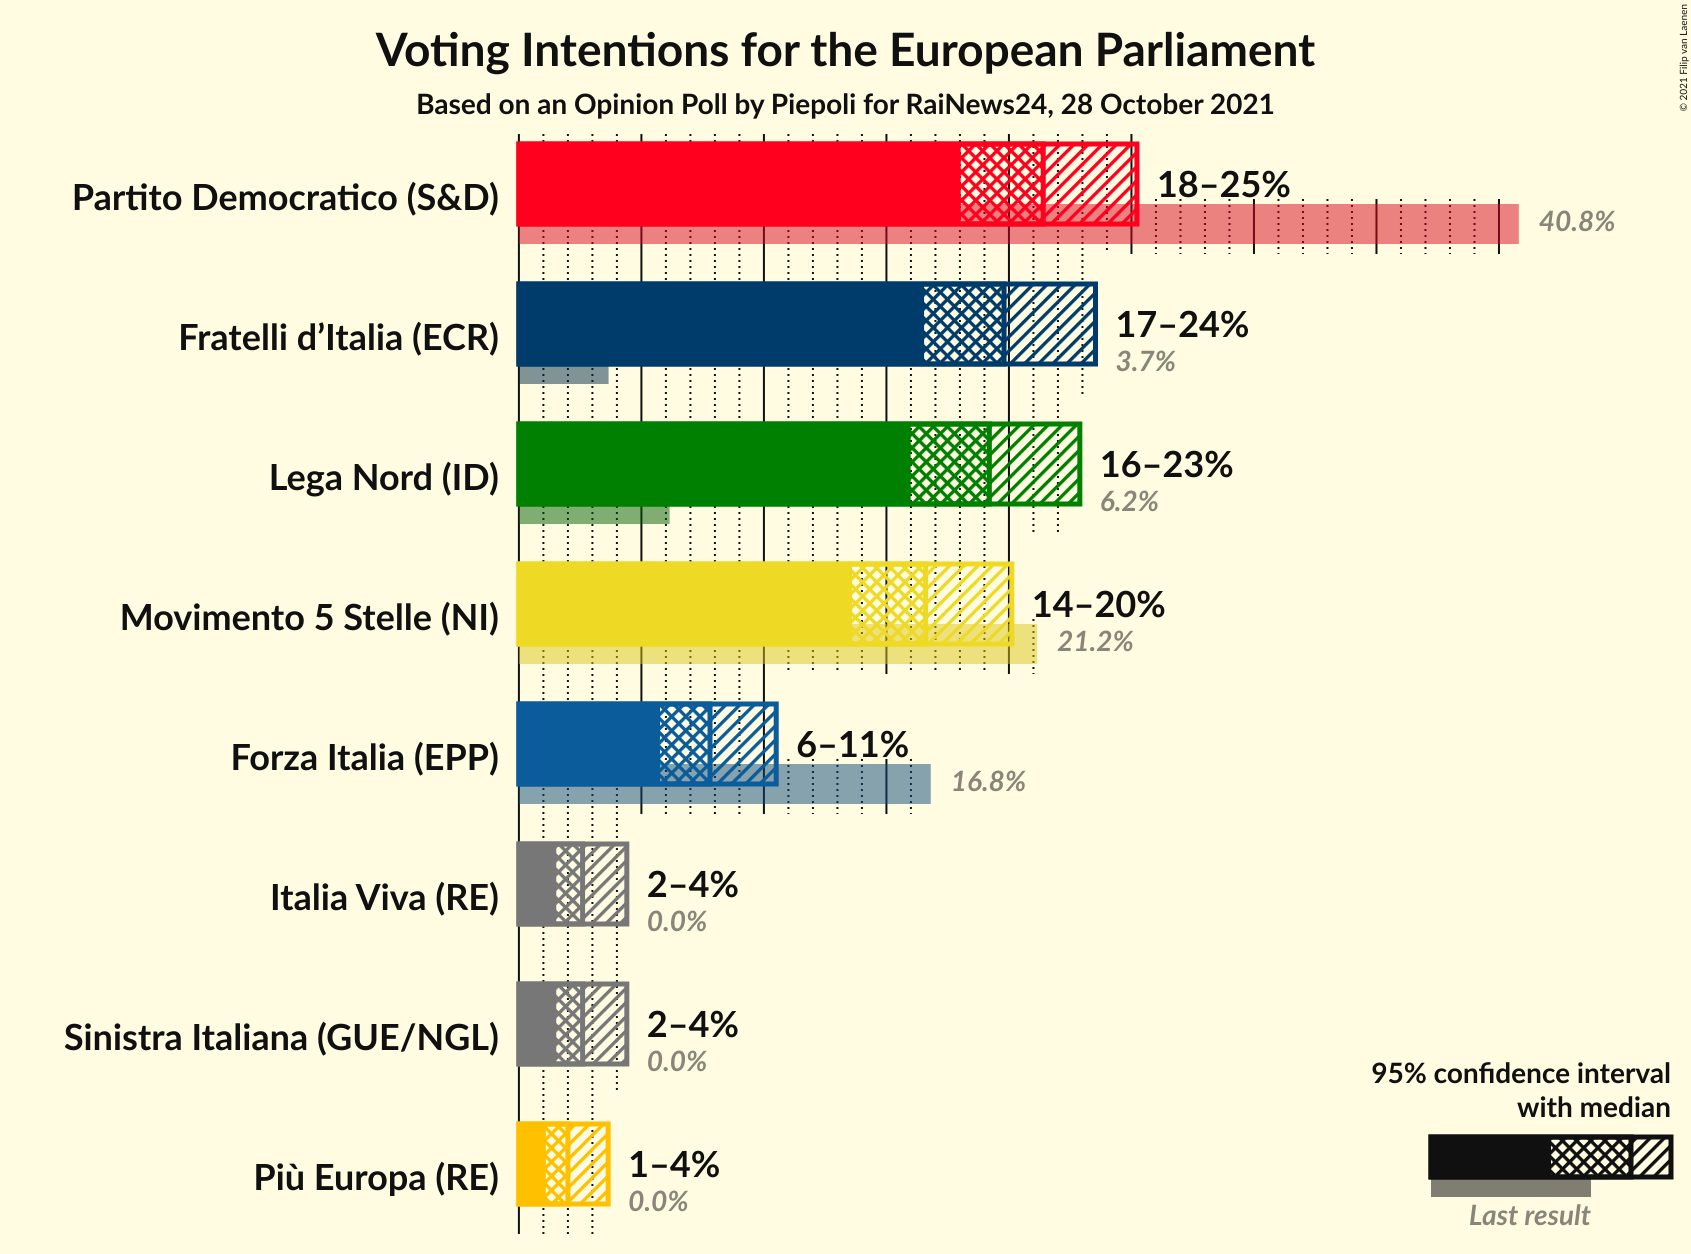 Voting Intentions for the European Parliament
Based on an Opinion Poll by Piepoli for RaiNews24, 28 October 2021
© 2021 Filip van Laenen
Partito Democratico (S&D)
18–25%
40.8%
Fratelli d’Italia (ECR)
17–24%
3.7%
Lega Nord (ID)
16–23%
6.2%
Movimento 5 Stelle (NI)
14–20%
21.2%
Forza Italia (EPP)
6–11%
16.8%
Italia Viva (RE)
2–4%
0.0%
Sinistra Italiana (GUE/NGL)
2–4%
0.0%
Più Europa (RE)
1–4%
0.0%
95% confidence interval
with median
Last result